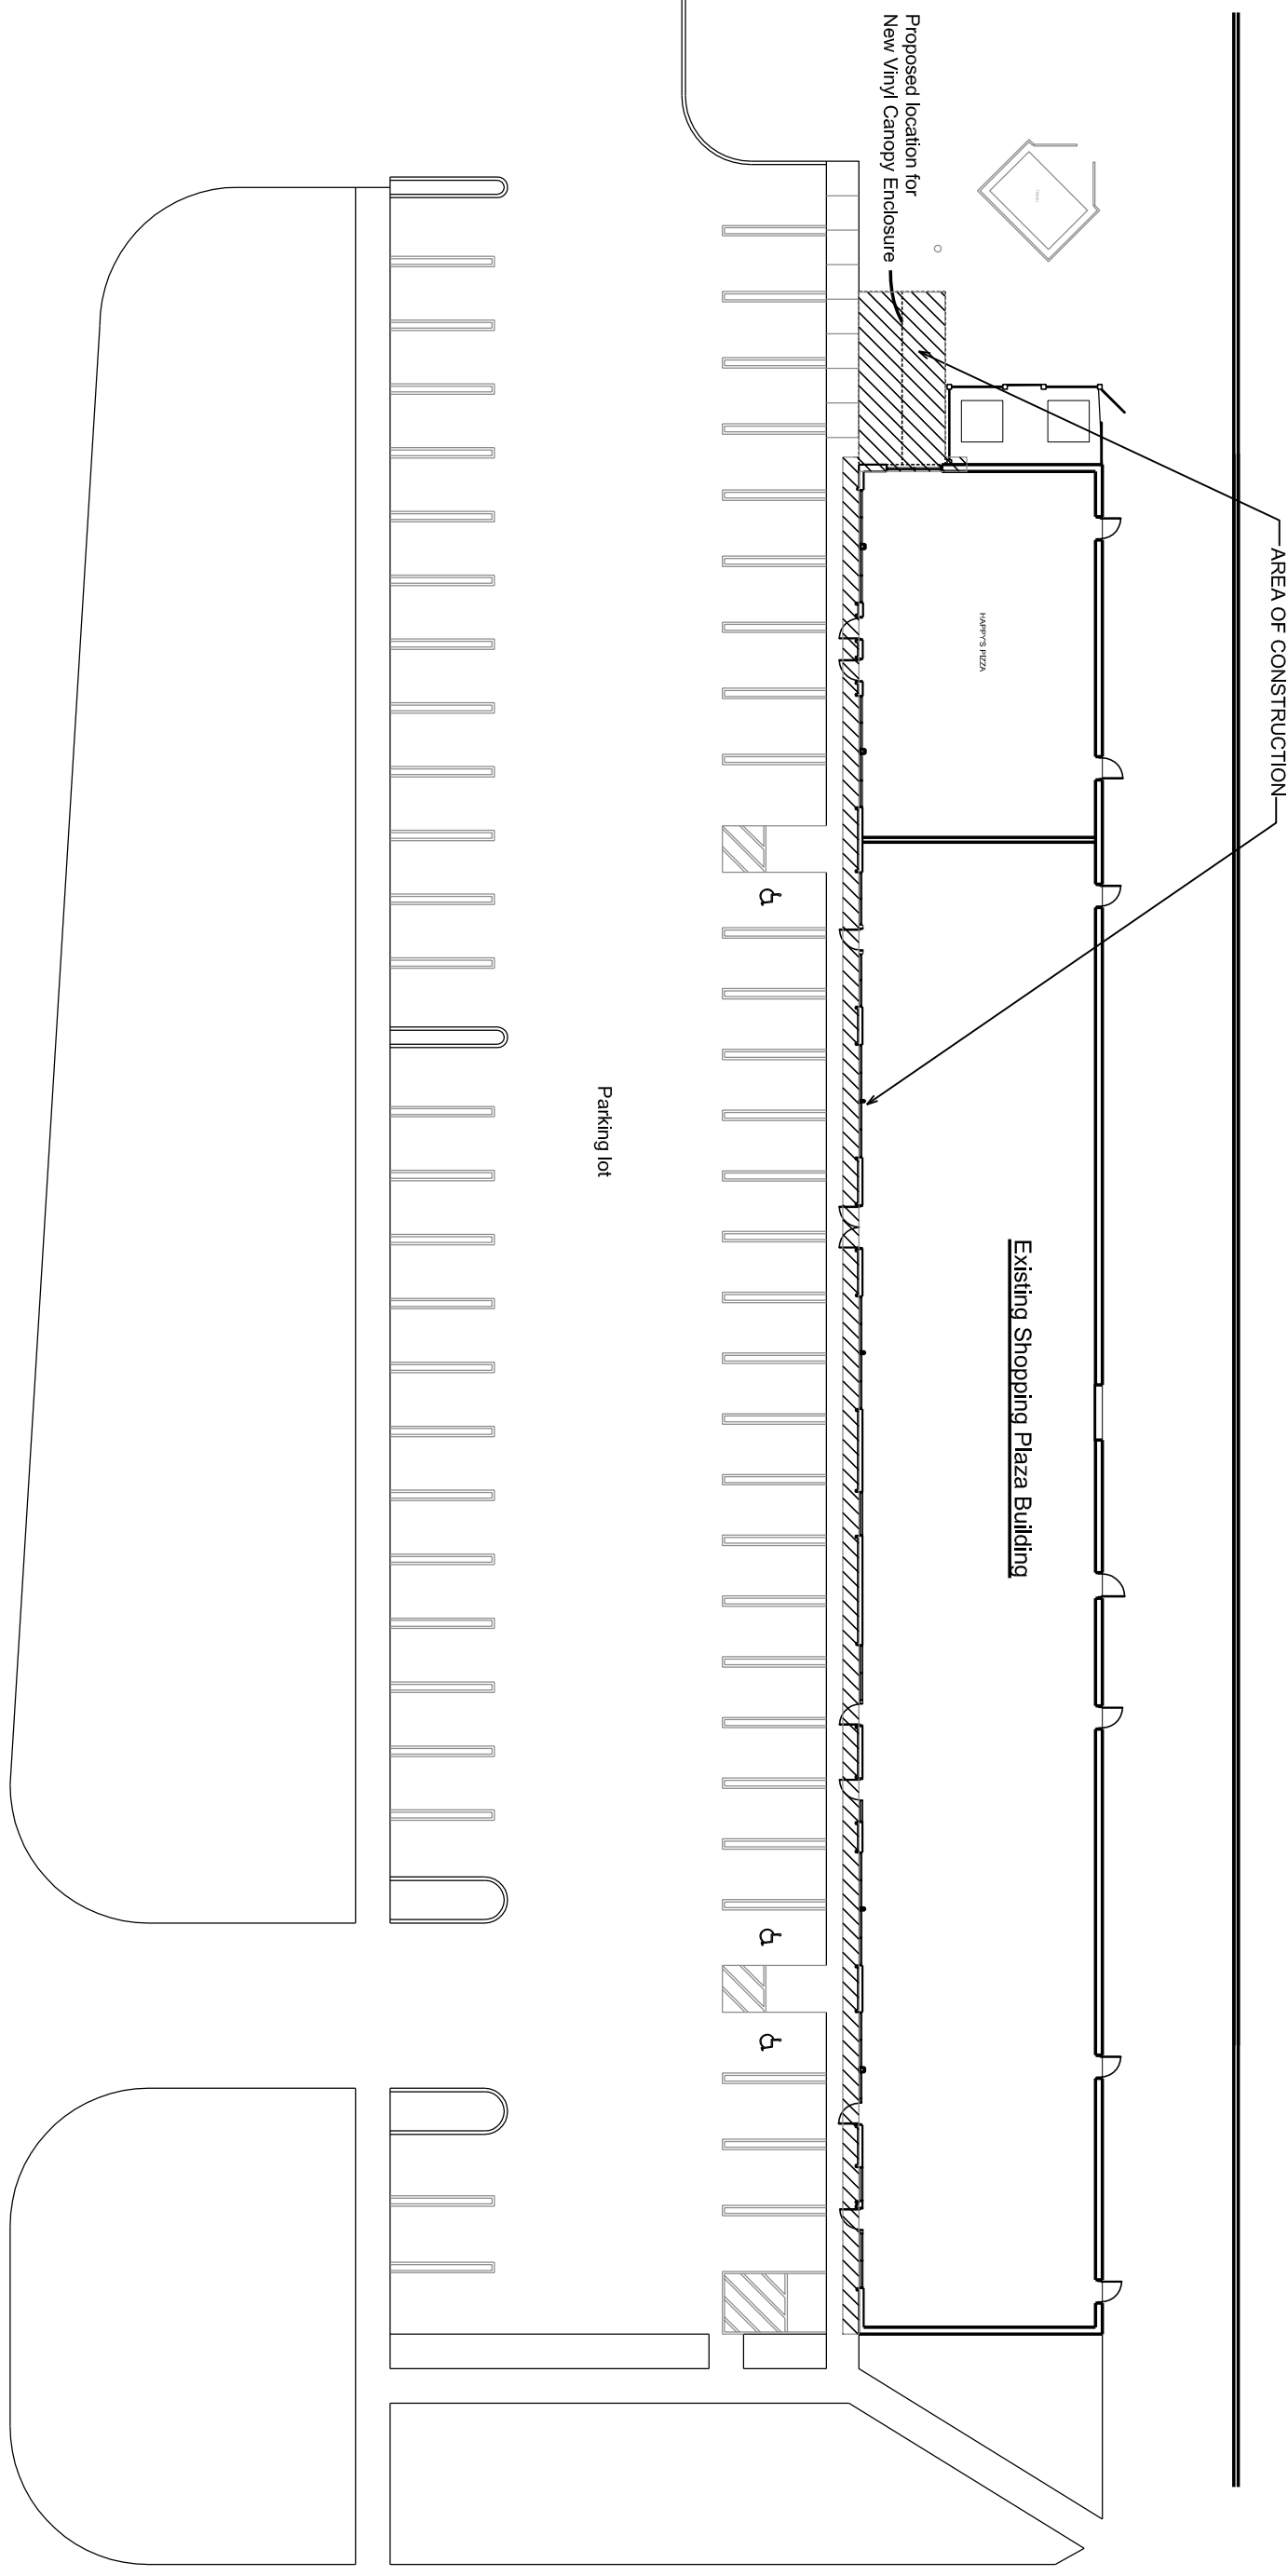 Proposed location for
New Vinyl Canopy Enclosure
AREA OF CONSTRUCTION
HAPPY'S PIZZA
Parking lot
Existing Shopping Plaza Building